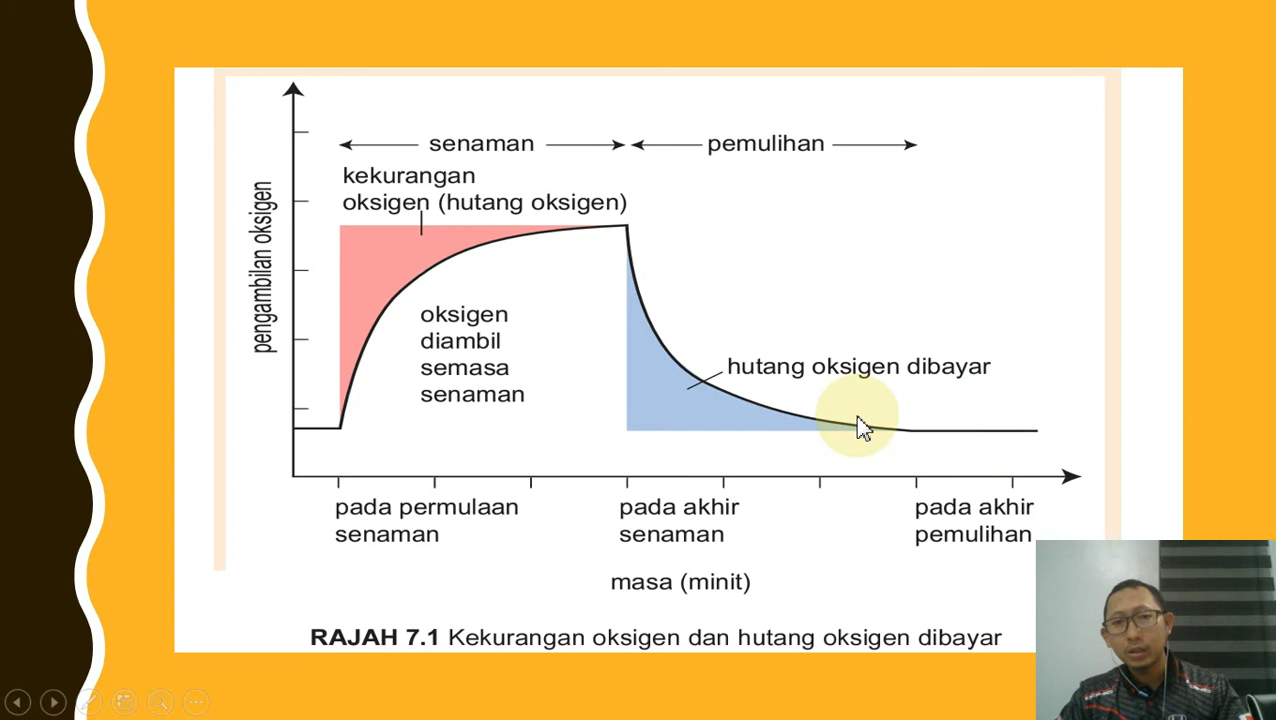 senaman
pemulihan
kekurangan
oksigen (hutang oksigen)
pengambilan oksigen
oksigen
diambil
semasa
senaman
hutang oksigen dibayar
pada permulaan
senaman
pada akhir
senaman
pada akhir
pemulihan
masa (minit)
RAJAH 7.1 Kekurangan oksigen dan hutang oksigen dibayar